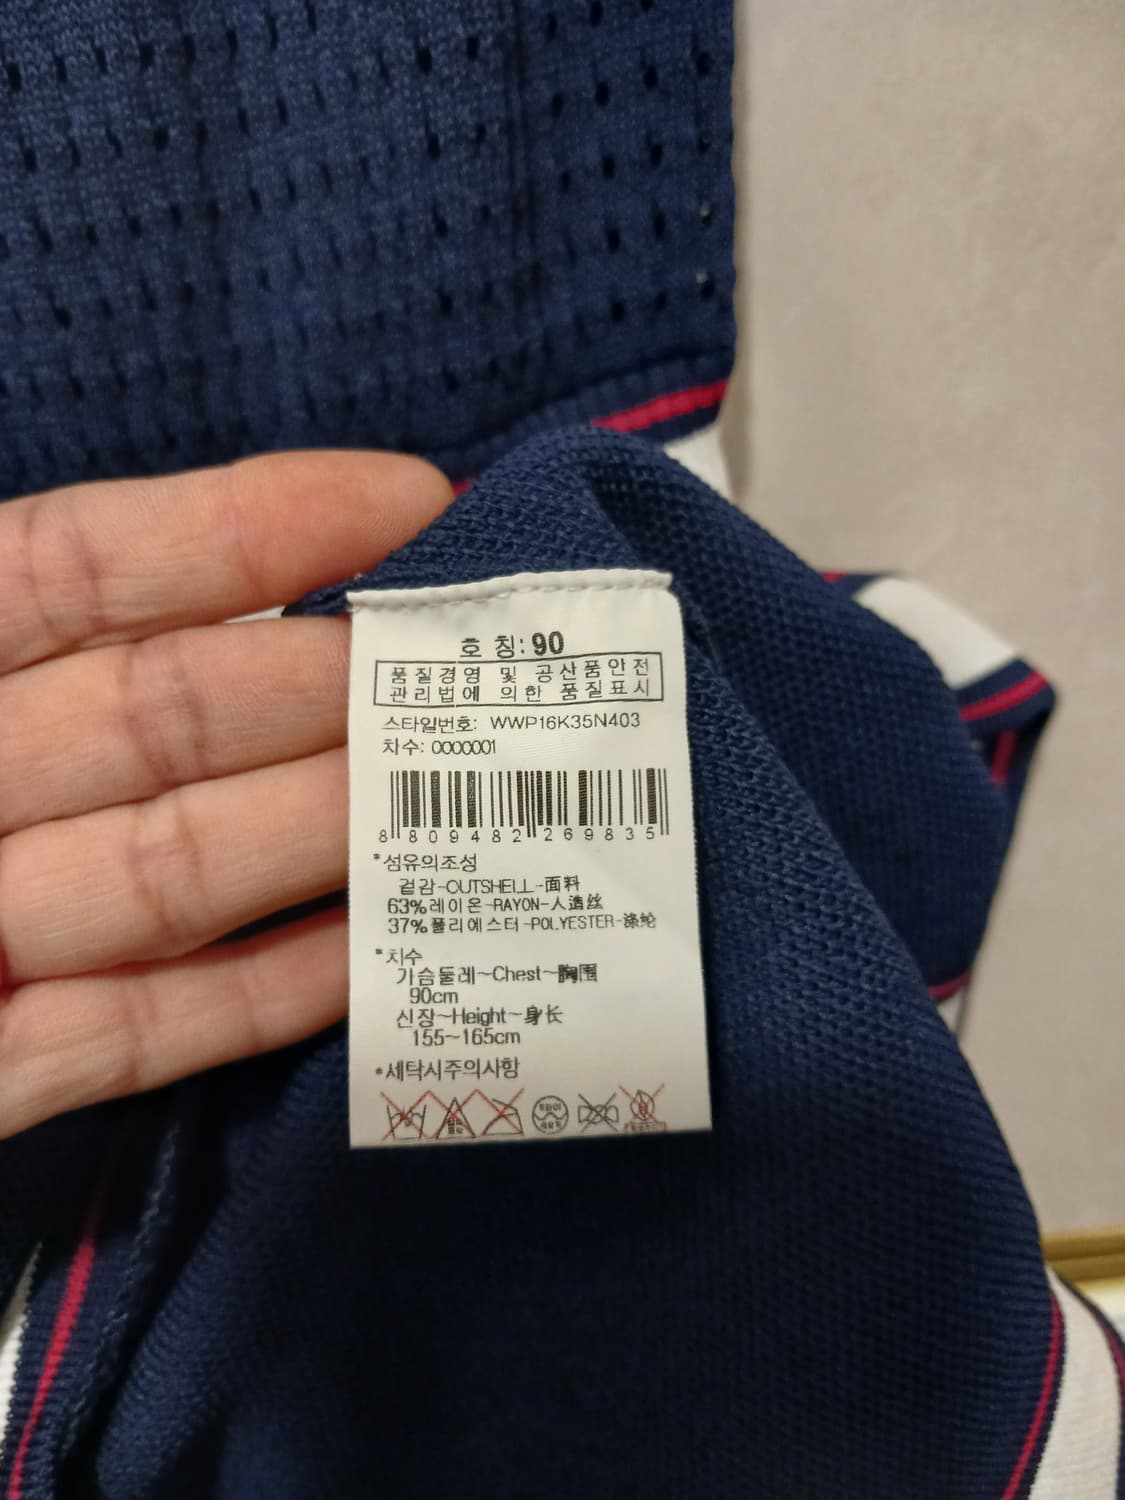 호 칭: 90
품질경영 및 공산품안전
관리법에 의한 품질표시
스타일번호: WWP16K35N403
차수: 0000001
8 809482 269835
*섬유의조성
겉감-OUTSHELL-面料
63%레이온-RAYON-人造丝
37%폴리에스터-POLYESTER-涤纶
*치수
가슴둘레~Chest~胸围
90cm
신장~Height~身长
155~165cm
*세탁시주의사항
드라이